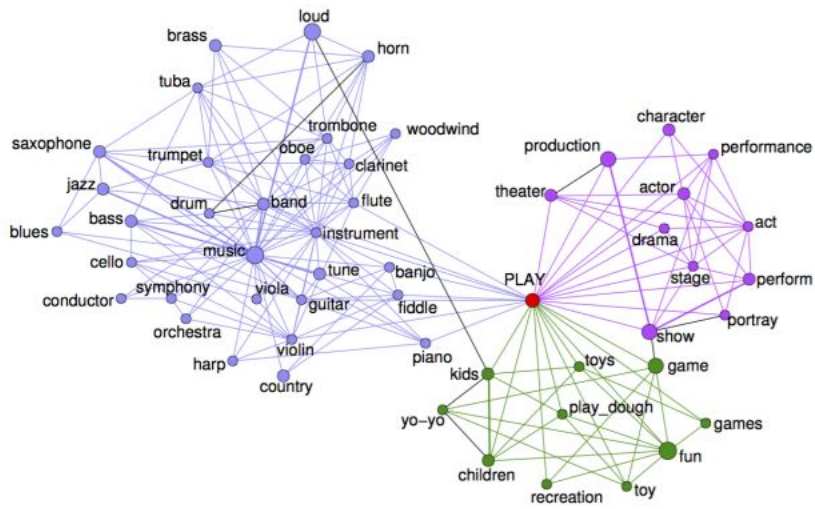 loud
brass
horn
tuba
trombone
woodwind
saxophone
trumpet
oboe
clarinet
jazz
drum
band
flute
bass
blues
music
instrument
cello
tune
banjo
conductor
symphony
viola
guitar
fiddle
orchestra
violin
harp
piano
country
character
production
performance
theater
actor
act
drama
stage
PLAY
perform
portray
show
kids
toys
game
yo-yo
play_dough
games
children
fun
recreation
toy